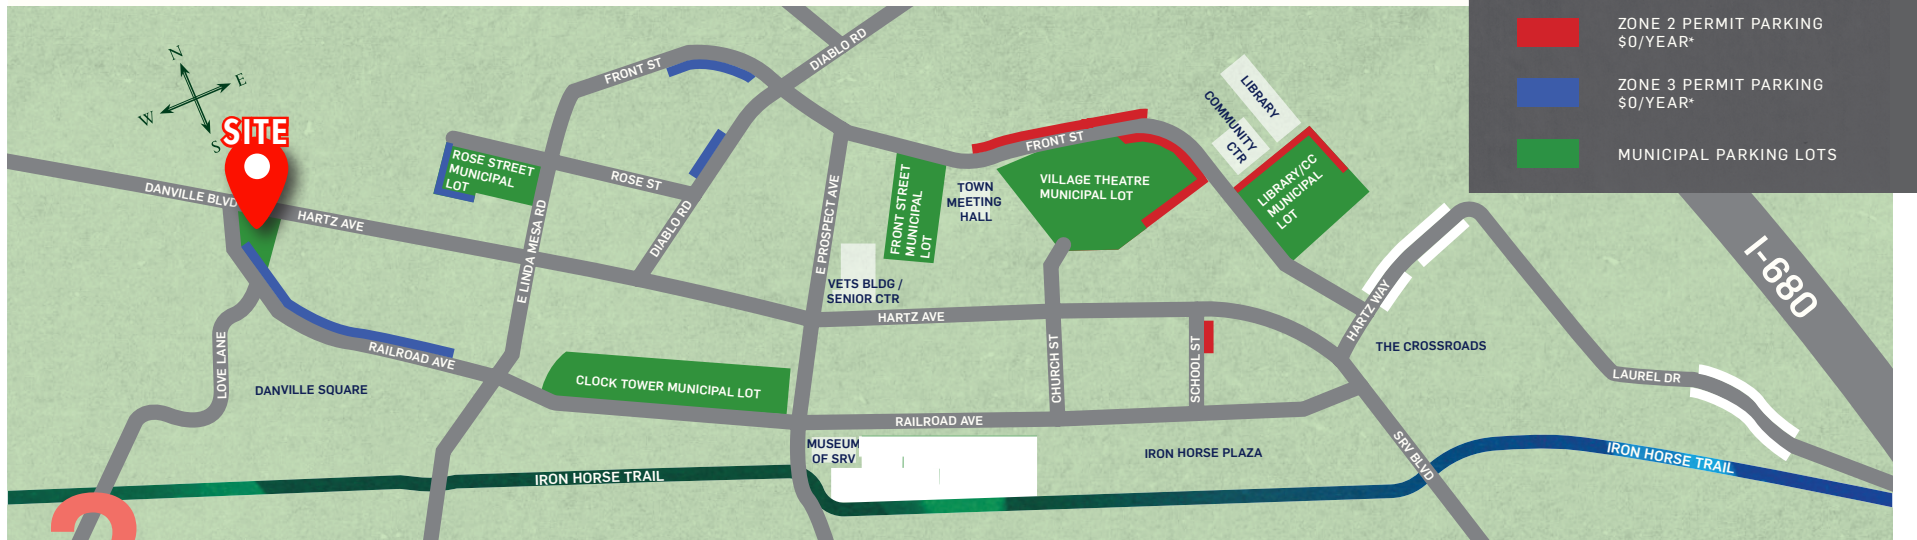 ZONE 2 PERMIT PARKING
$0/YEAR*
ZONE 3 PERMIT PARKING
$0/YEAR*
MUNICIPAL PARKING LOTS
N
E
W
S
SITE
DANVILLE BLVD
HARTZ AVE
FRONT ST
DIABLO RD
ROSE STREET
MUNICIPAL
LOT
ROSE ST
DIABLO RD
E LINDA MESA RD
E PROSPECT AVE
FRONT STREET
MUNICIPAL
LOT
TOWN
MEETING
HALL
FRONT ST
VILLAGE THEATRE
MUNICIPAL LOT
LIBRARY
COMMUNITY
CTR
LIBRARY/CC
MUNICIPAL
LOT
I-680
VETS BLDG /
SENIOR CTR
HARTZ AVE
HARTZ WAY
THE CROSSROADS
LAUREL DR
LOVE LANE
RAILROAD AVE
DANVILLE SQUARE
CLOCK TOWER MUNICIPAL LOT
CHURCH ST
SCHOOL ST
RAILROAD AVE
MUSEUM
OF SRV
IRON HORSE PLAZA
SRV BLVD
IRON HORSE TRAIL
IRON HORSE TRAIL